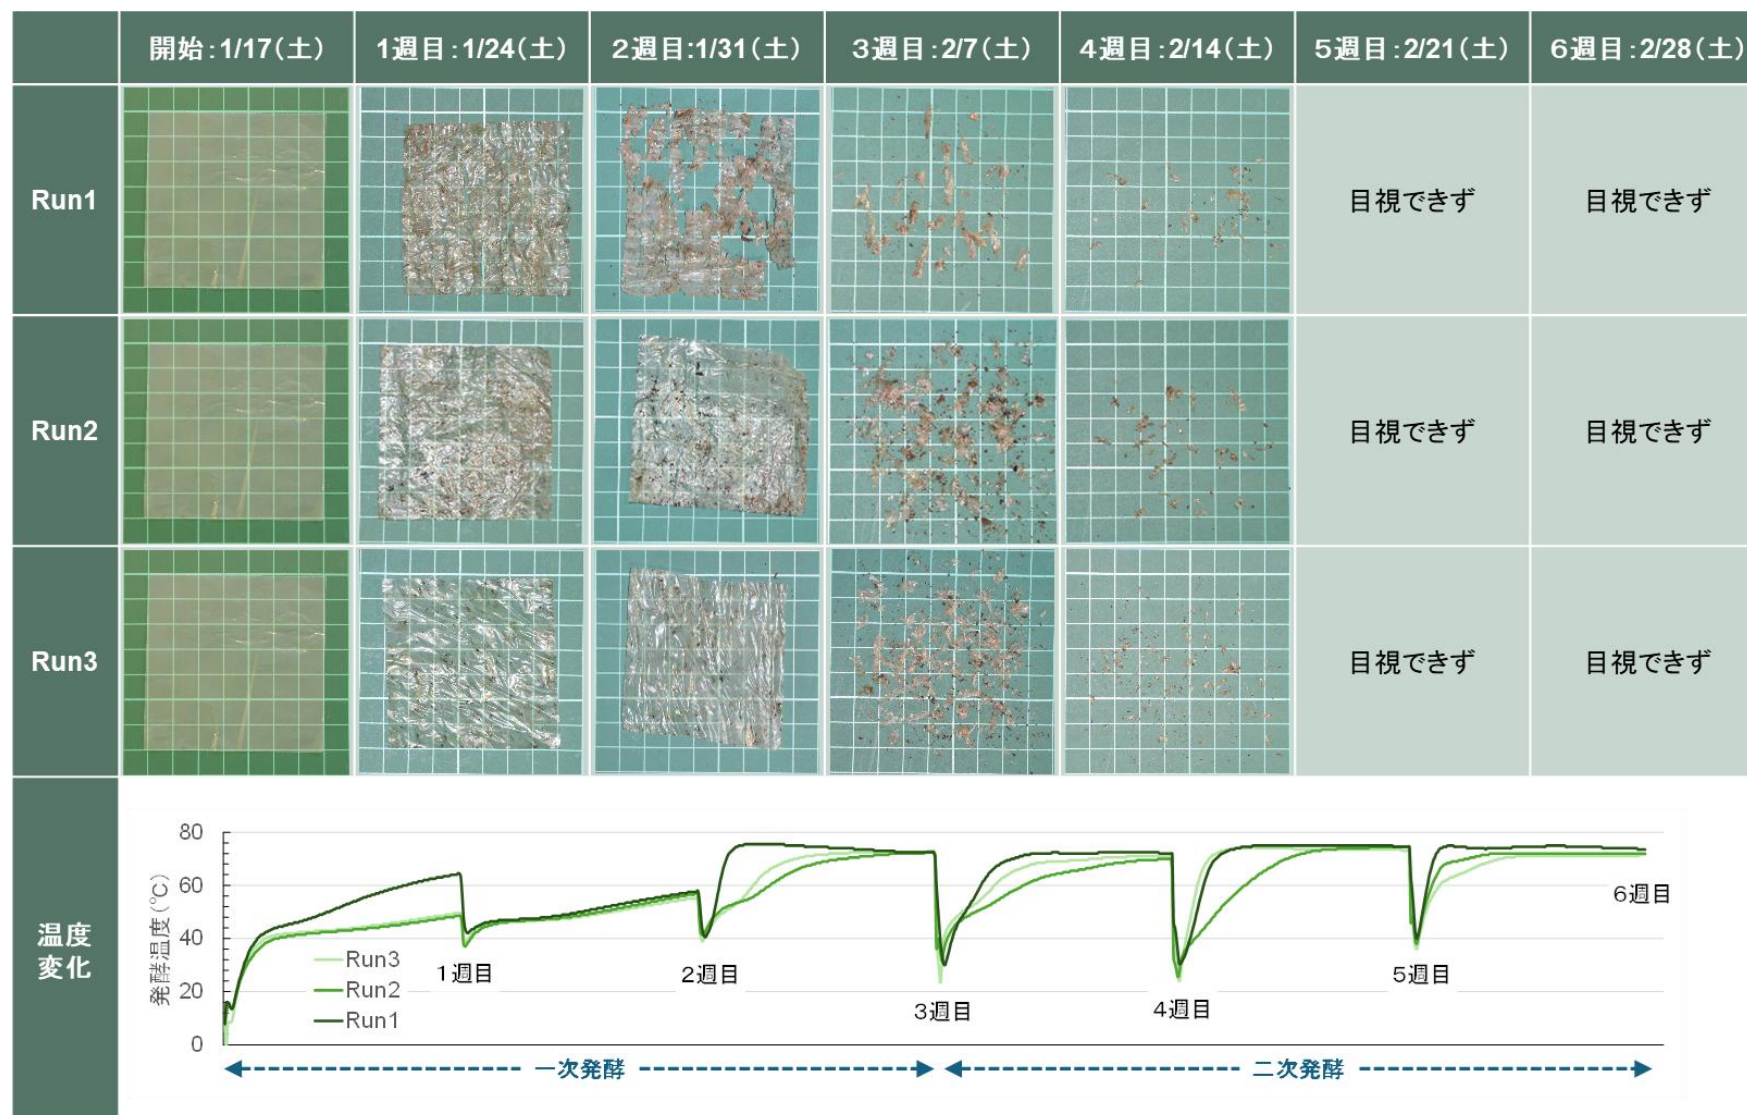 開始：1/17（土）
1週目：1/24（土）
２週目:1/31（土）
３週目：2/7（土）
４週目：2/14（土）
５週目：2/21（土）
６週目：2/28（土）
Run1
目視できず
目視できず
Run2
目視できず
目視できず
Run3
目視できず
目視できず
温度
変化
発酵温度（℃）
80
60
40
20
0
Run3
Run2
Run1
１週目
２週目
３週目
４週目
５週目
６週目
一次発酵
二次発酵